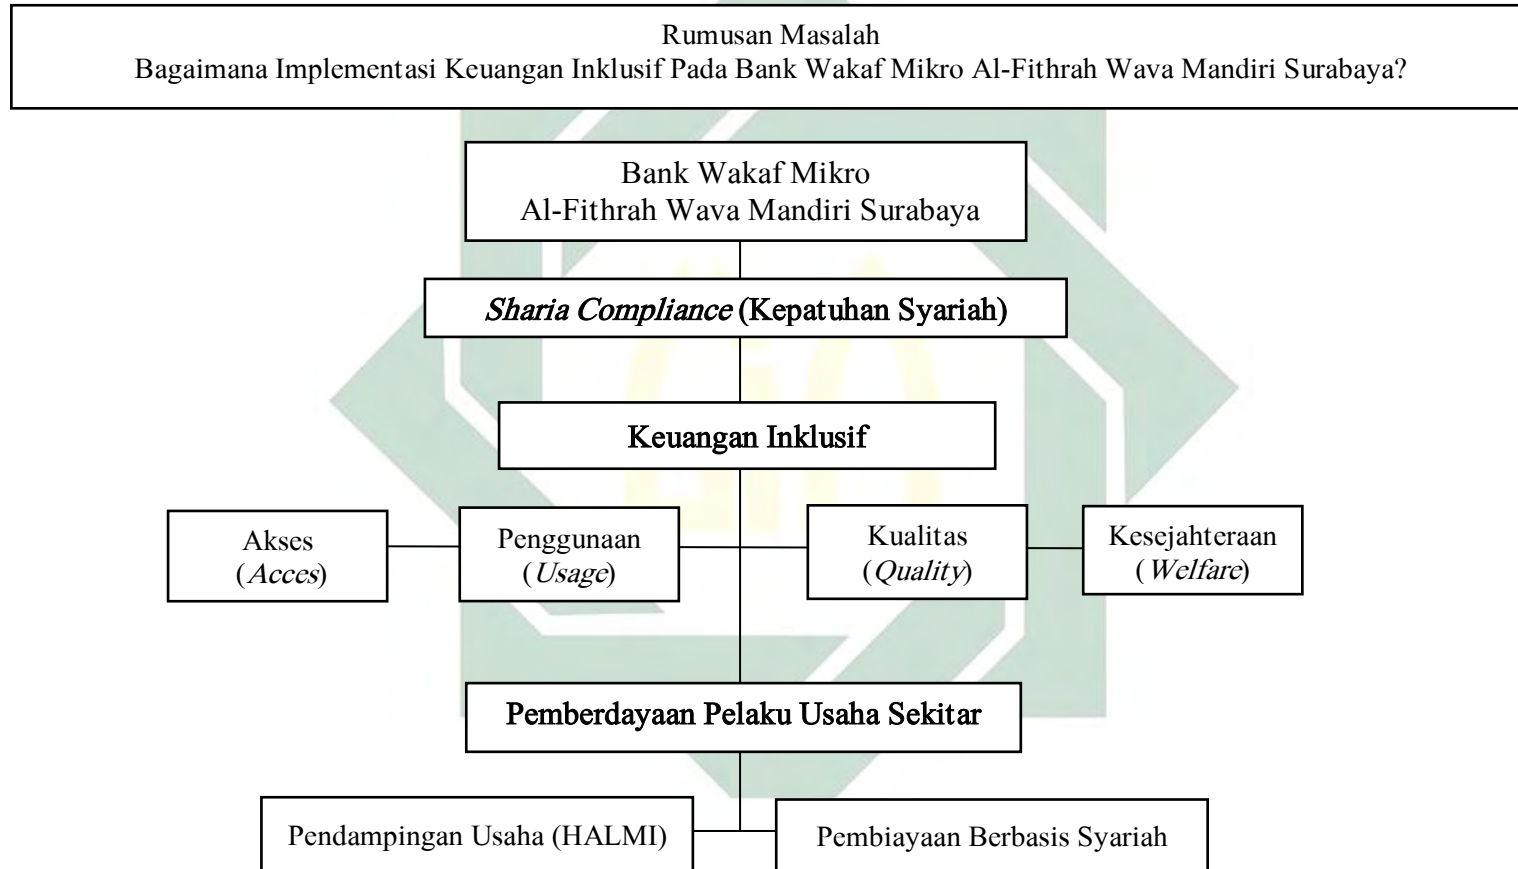 Rumusan Masalah
Bagaimana Implementasi Keuangan Inklusif Pada Bank Wakaf Mikro Al-Fithrah Wava Mandiri Surabaya?
Bank Wakaf Mikro
Al-Fithrah Wava Mandiri Surabaya
Sharia Compliance (Kepatuhan Syariah)
Keuangan Inklusif
Akses
(Acces)
Penggunaan
(Usage)
Kualitas
(Quality)
Kesejahteraan
(Welfare)
Pemberdayaan Pelaku Usaha Sekitar
Pendampingan Usaha (HALMI)
Pembiayaan Berbasis Syariah